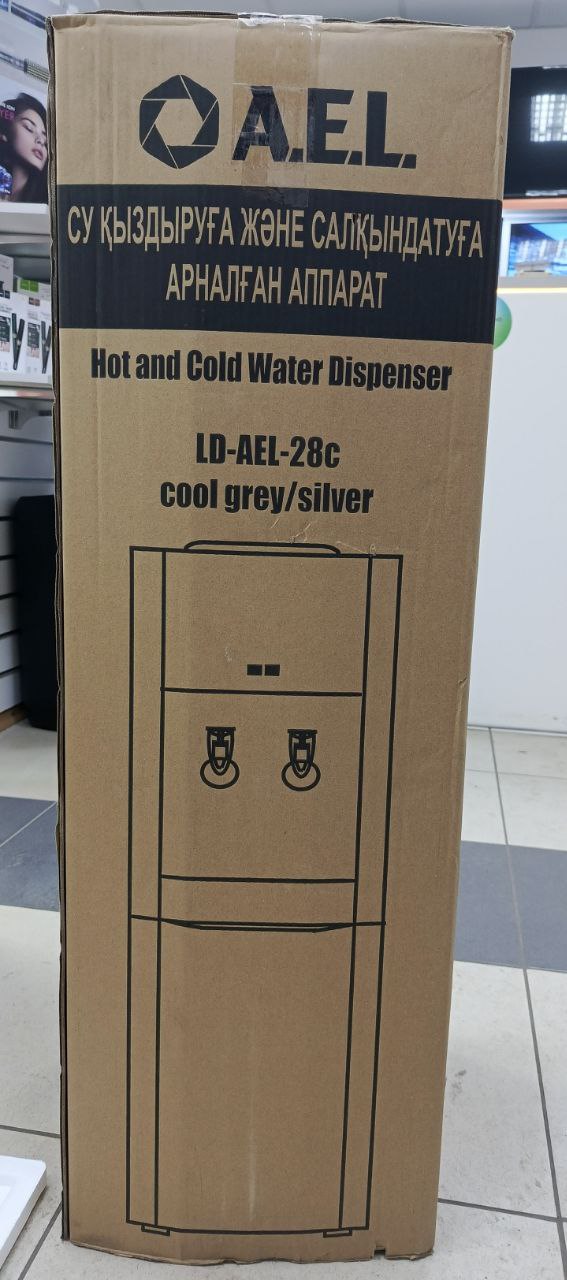 A.E.L.
СУ ҚЫЗДЫРУҒА ЖӘНЕ САЛҚЫНДАТУҒА
АРНАЛҒАН АППАРАТ
Hot and Cold Water Dispenser
LD-AEL-28c
cool grey/silver